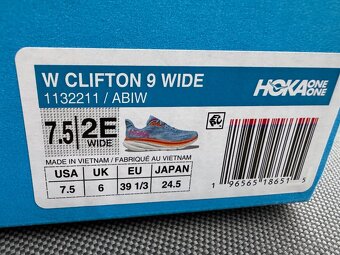 W CLIFTON 9 WIDE
1132211 / ABIW
HOKA ONE ONE
7.5 2E WIDE
MADE IN VIETNAM / FABRIQUÉ AU VIETNAM
USA UK EU JAPAN
7.5 6 39 1/3 24.5
1 96565 18651 3